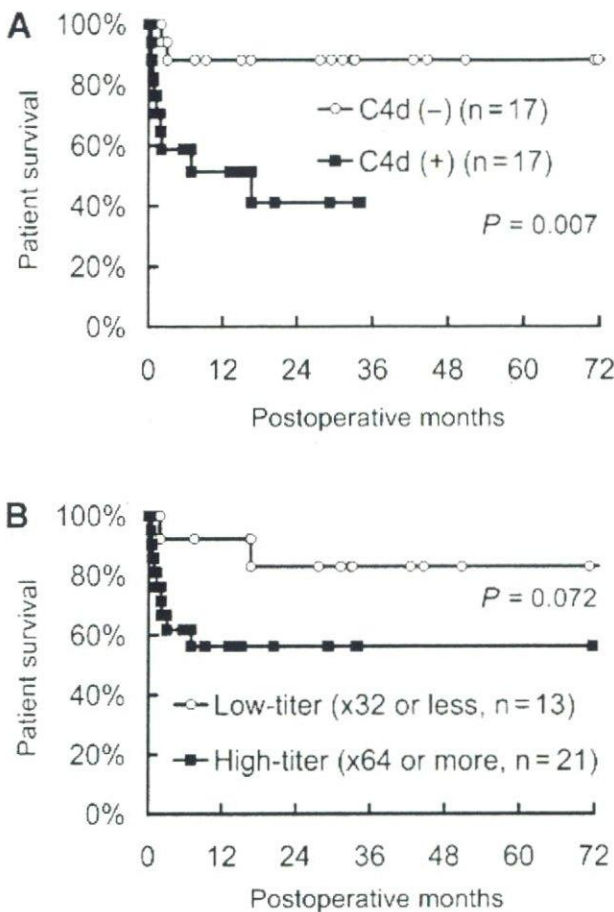 A
Patient survival
100%
80%
60%
40%
20%
0%
C4d (−) (n = 17)
C4d (+) (n = 17)
P = 0.007
0 12 24 36 48 60 72
Postoperative months
B
Patient survival
100%
80%
60%
40%
20%
0%
P = 0.072
Low-titer (x32 or less, n = 13)
High-titer (x64 or more, n = 21)
0 12 24 36 48 60 72
Postoperative months